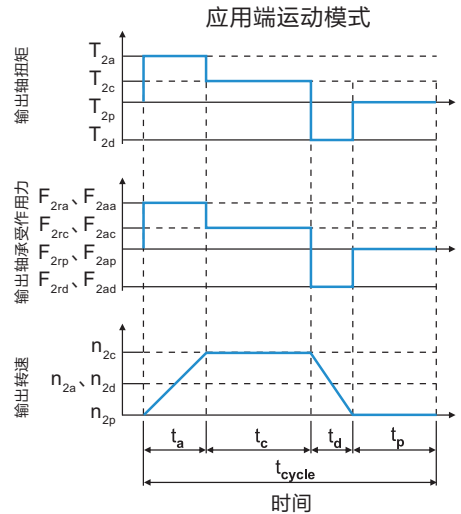 应用端运动模式
输出轴扭矩
T2a
T2c
T2p
T2d
输出轴承受作用力
F2ra、F2aa
F2rc、F2ac
F2rp、F2ap
F2rd、F2ad
输出转速
n2c
n2a、n2d
n2p
ta tc td tp
tcycle
时间